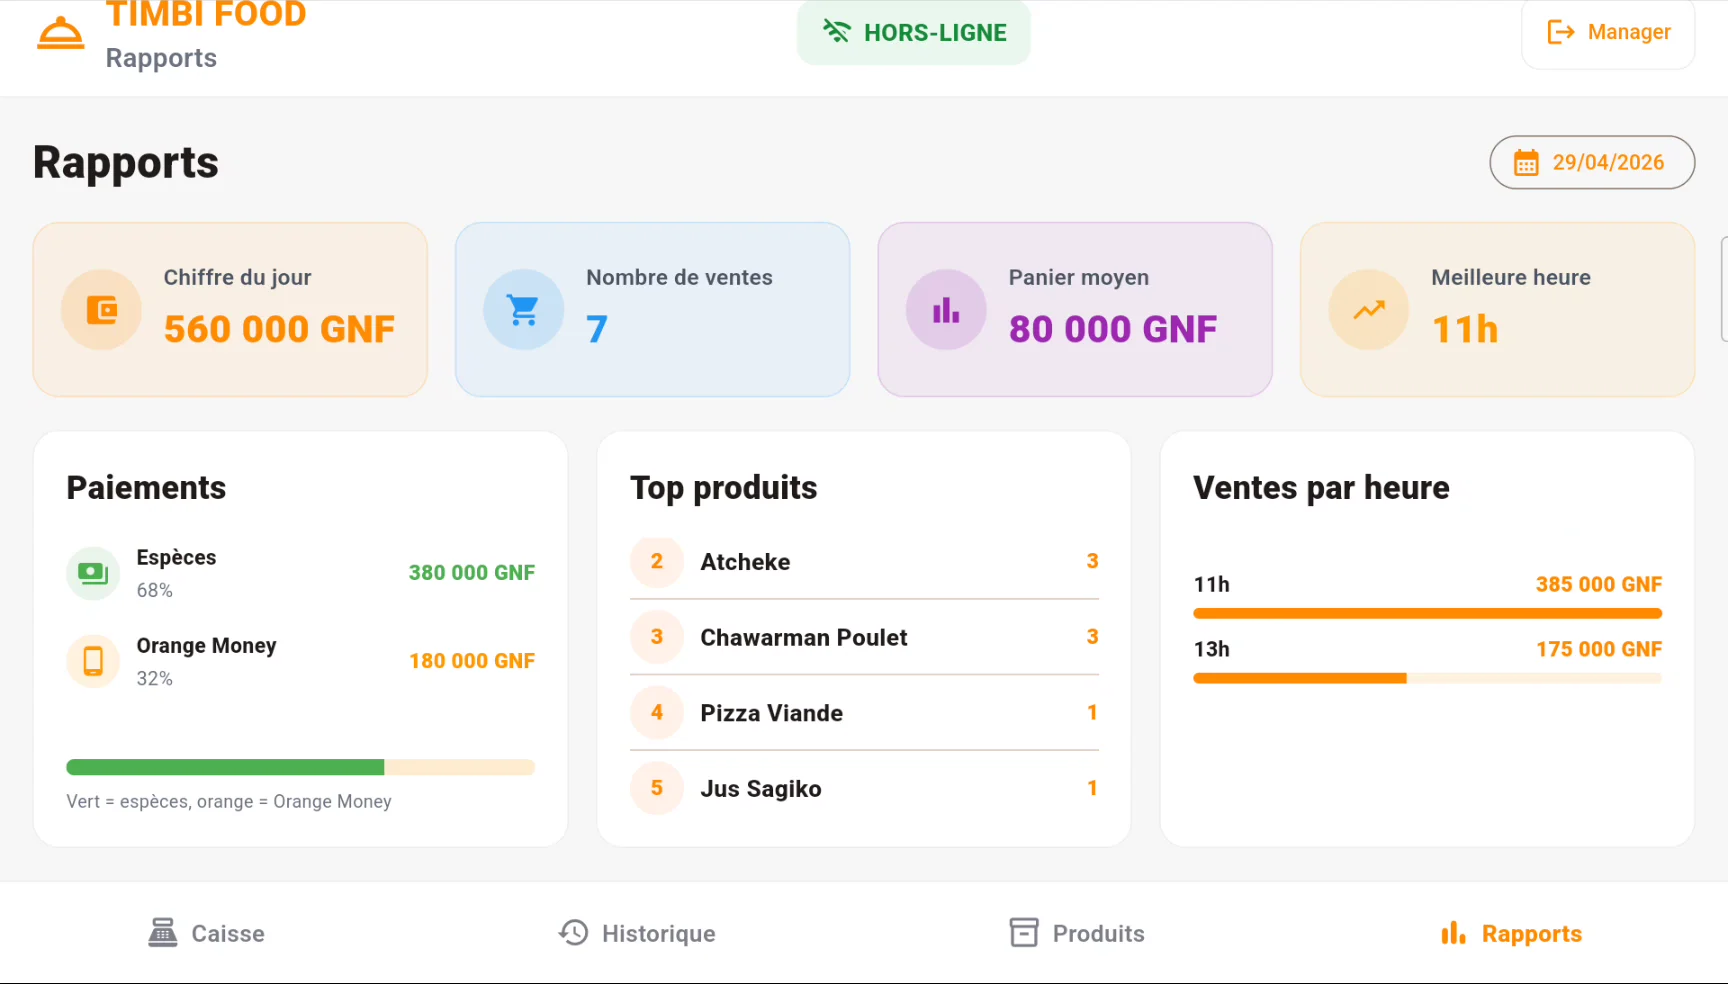 TIMBI FOOD
Rapports
HORS-LIGNE
Manager
Rapports
29/04/2026
Chiffre du jour
560 000 GNF
Nombre de ventes
7
Panier moyen
80 000 GNF
Meilleure heure
11h
Paiements
Espèces
68%
380 000 GNF
Orange Money
32%
180 000 GNF
Vert = espèces, orange = Orange Money
Top produits
2 Atcheke 3
3 Chawarman Poulet 3
4 Pizza Viande 1
5 Jus Sagiko 1
Ventes par heure
11h 385 000 GNF
13h 175 000 GNF
Caisse
Historique
Produits
Rapports